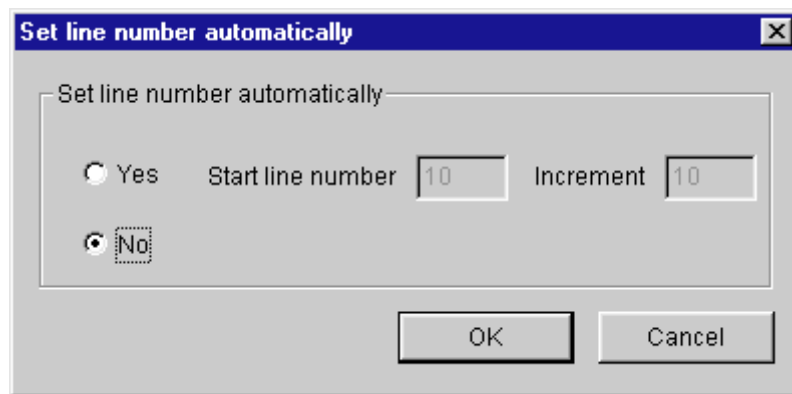 Set line number automatically
Set line number automatically
Yes Start line number 10 Increment 10
No
OK Cancel